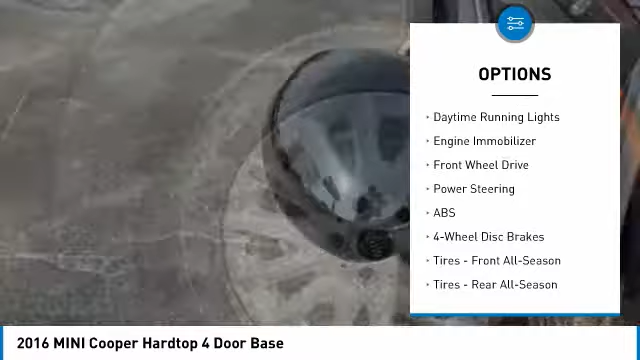 OPTIONS
Daytime Running Lights
Engine Immobilizer
Front Wheel Drive
Power Steering
ABS
4-Wheel Disc Brakes
Tires - Front All-Season
Tires - Rear All-Season
2016 MINI Cooper Hardtop 4 Door Base